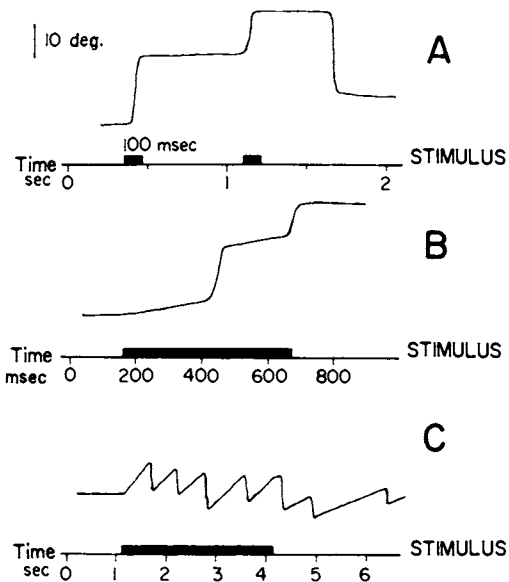 10 deg.
A
100 msec
Time
sec
STIMULUS
0 1 2
B
Time
msec
STIMULUS
0 200 400 600 800
C
Time
sec
STIMULUS
0 1 2 3 4 5 6